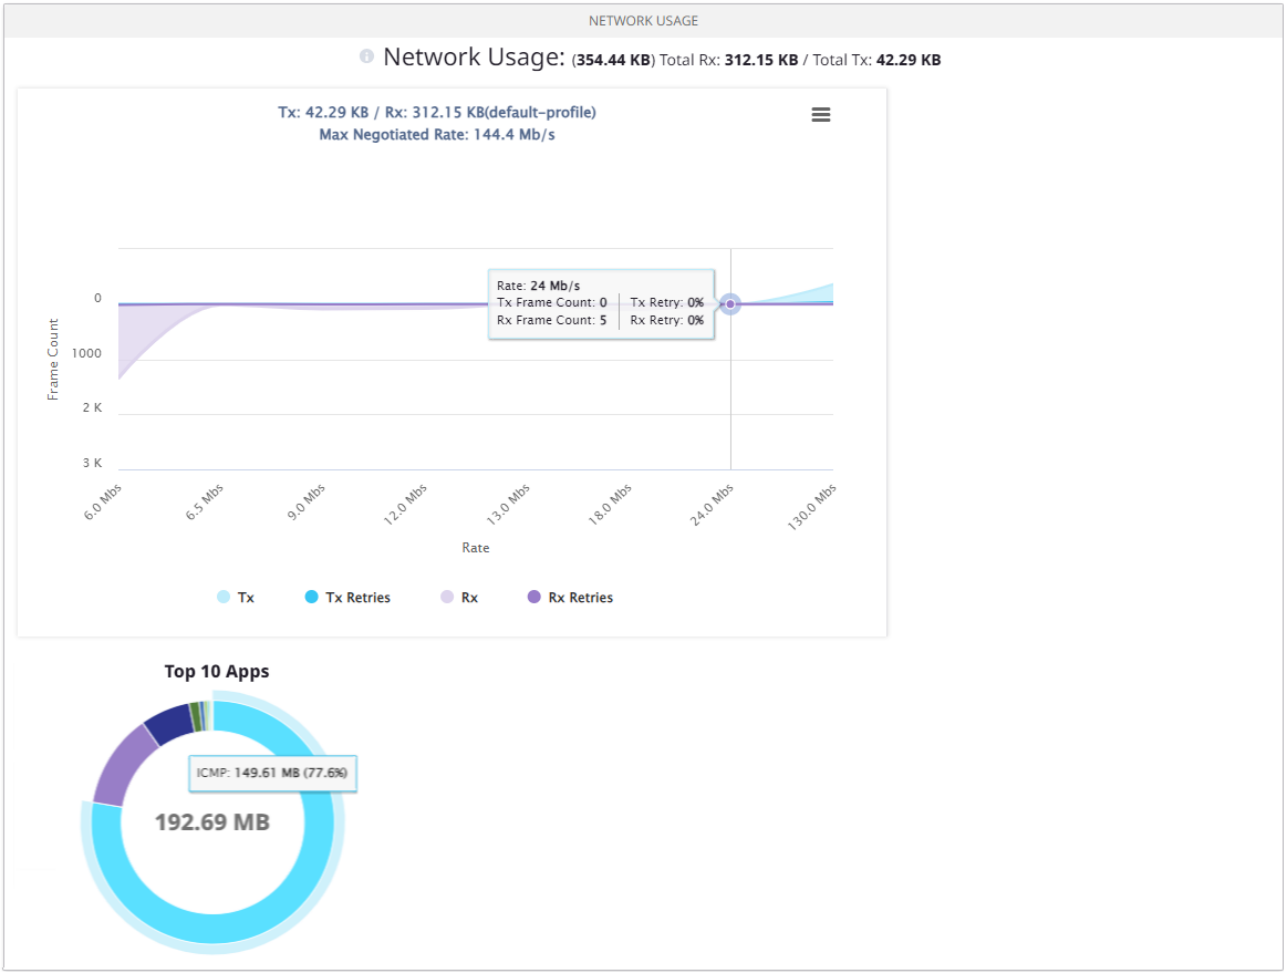 NETWORK USAGE
Network Usage: (354.44 KB) Total Rx: 312.15 KB / Total Tx: 42.29 KB
Tx: 42.29 KB / Rx: 312.15 KB(default-profile)
Max Negotiated Rate: 144.4 Mb/s
Rate: 24 Mb/s
Tx Frame Count: 0 Tx Retry: 0%
Rx Frame Count: 5 Rx Retry: 0%
Frame Count
0
1000
2 K
3 K
6.0 Mbs
6.5 Mbs
9.0 Mbs
12.0 Mbs
13.0 Mbs
18.0 Mbs
24.0 Mbs
130.0 Mbs
Rate
Tx
Tx Retries
Rx
Rx Retries
Top 10 Apps
ICMP: 149.61 MB (77.6%)
192.69 MB